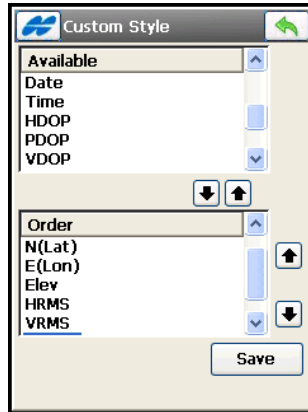 Custom Style
Available
Date
Time
HDOP
PDOP
VDOP
Order
N(Lat)
E(Lon)
Elev
HRMS
VRMS
Save